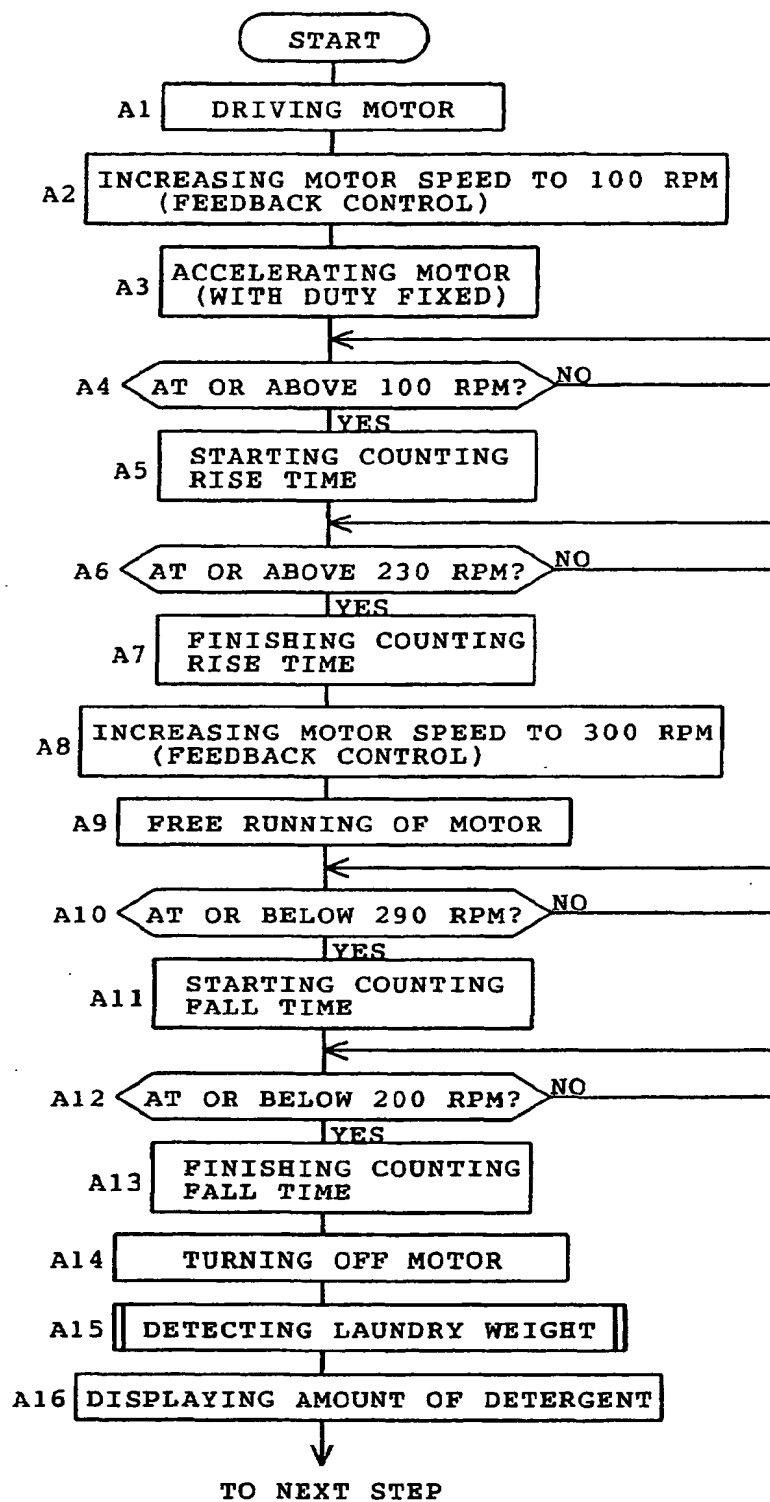 START
A1 DRIVING MOTOR
A2 INCREASING MOTOR SPEED TO 100 RPM
(FEEDBACK CONTROL)
A3 ACCELERATING MOTOR
(WITH DUTY FIXED)
A4 AT OR ABOVE 100 RPM? NO
YES
A5 STARTING COUNTING
RISE TIME
A6 AT OR ABOVE 230 RPM? NO
YES
A7 FINISHING COUNTING
RISE TIME
A8 INCREASING MOTOR SPEED TO 300 RPM
(FEEDBACK CONTROL)
A9 FREE RUNNING OF MOTOR
A10 AT OR BELOW 290 RPM? NO
YES
A11 STARTING COUNTING
FALL TIME
A12 AT OR BELOW 200 RPM? NO
YES
A13 FINISHING COUNTING
FALL TIME
A14 TURNING OFF MOTOR
A15 DETECTING LAUNDRY WEIGHT
A16 DISPLAYING AMOUNT OF DETERGENT
TO NEXT STEP